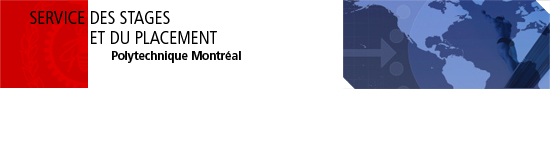 SERVICE DES STAGES
ET DU PLACEMENT
Polytechnique Montréal